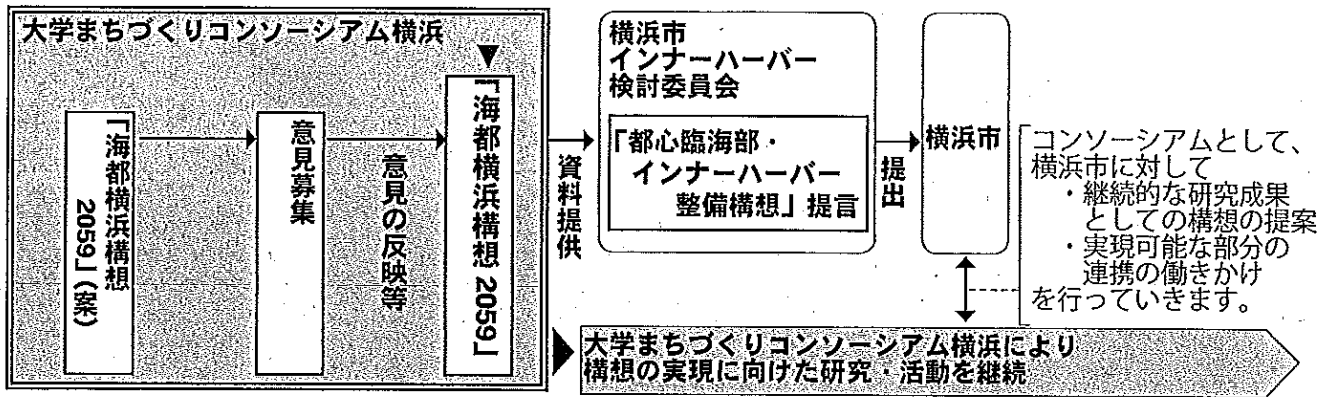 大学まちづくりコンソーシアム横浜
「海都横浜構想
2059」(案)
意見募集
意見の反映等
「海都横浜構想 2059」
資料提供
横浜市
インナーハーバー
検討委員会
「都心臨海部・
インナーハーバー
整備構想」提言
提出
横浜市
コンソーシアムとして、
横浜市に対して
・継続的な研究成果
としての構想の提案
・実現可能な部分の
連携の働きかけ
を行っていきます。
大学まちづくりコンソーシアム横浜により
構想の実現に向けた研究・活動を継続